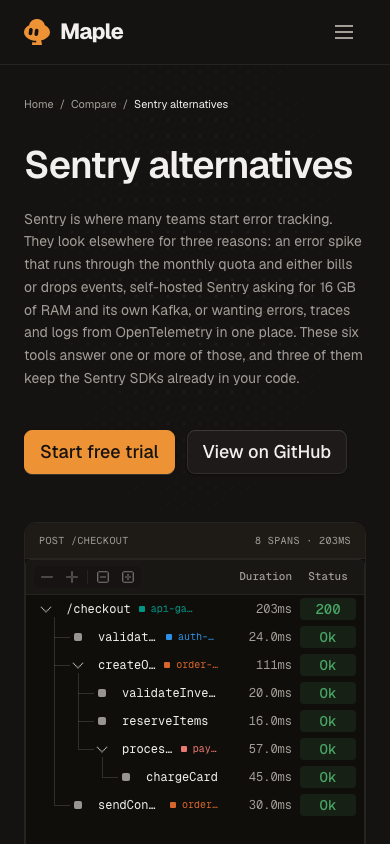 Maple
Home / Compare / Sentry alternatives
Sentry alternatives
Sentry is where many teams start error tracking.
They look elsewhere for three reasons: an error spike
that runs through the monthly quota and either bills
or drops events, self-hosted Sentry asking for 16 GB
of RAM and its own Kafka, or wanting errors, traces
and logs from OpenTelemetry in one place. These six
tools answer one or more of those, and three of them
keep the Sentry SDKs already in your code.
Start free trial View on GitHub
POST /CHECKOUT 8 SPANS · 203MS
Duration Status
/checkout api-ga… 203ms 200
validat… auth-… 24.0ms Ok
createO… order-… 111ms Ok
validateInve… 20.0ms Ok
reserveItems 16.0ms Ok
proces… pay… 57.0ms Ok
chargeCard 45.0ms Ok
sendCon… order… 30.0ms Ok